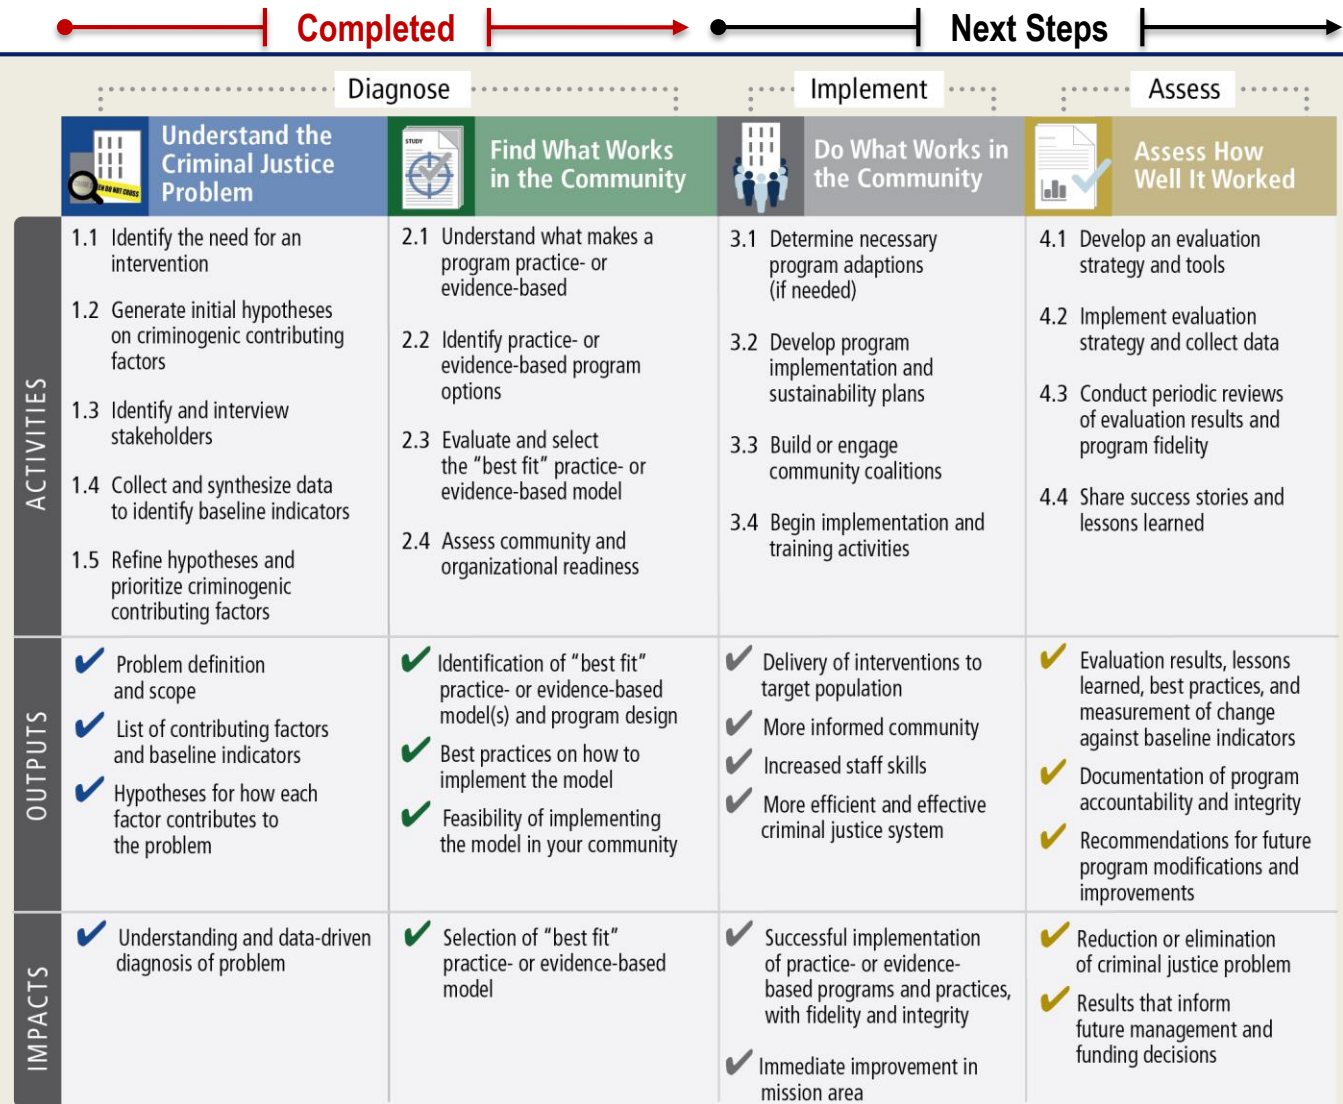 Completed
Next Steps
Diagnose
Implement
Assess
Understand the
Criminal Justice
Problem
STUDY
Find What Works
in the Community
Do What Works in
the Community
Assess How
Well It Worked
ACTIVITIES
1.1 Identify the need for an
intervention
1.2 Generate initial hypotheses
on criminogenic contributing
factors
1.3 Identify and interview
stakeholders
1.4 Collect and synthesize data
to identify baseline indicators
1.5 Refine hypotheses and
prioritize criminogenic
contributing factors
2.1 Understand what makes a
program practice- or
evidence-based
2.2 Identify practice- or
evidence-based program
options
2.3 Evaluate and select
the "best fit" practice- or
evidence-based model
2.4 Assess community and
organizational readiness
3.1 Determine necessary
program adaptions
(if needed)
3.2 Develop program
implementation and
sustainability plans
3.3 Build or engage
community coalitions
3.4 Begin implementation and
training activities
4.1 Develop an evaluation
strategy and tools
4.2 Implement evaluation
strategy and collect data
4.3 Conduct periodic reviews
of evaluation results and
program fidelity
4.4 Share success stories and
lessons learned
OUTPUTS
Problem definition
and scope
List of contributing factors
and baseline indicators
Hypotheses for how each
factor contributes to
the problem
Identification of "best fit"
practice- or evidence-based
model(s) and program design
Best practices on how to
implement the model
Feasibility of implementing
the model in your community
Delivery of interventions to
target population
More informed community
Increased staff skills
More efficient and effective
criminal justice system
Evaluation results, lessons
learned, best practices, and
measurement of change
against baseline indicators
Documentation of program
accountability and integrity
Recommendations for future
program modifications and
improvements
IMPACTS
Understanding and data-driven
diagnosis of problem
Selection of "best fit"
practice- or evidence-based
model
Successful implementation
of practice- or evidence-
based programs and practices,
with fidelity and integrity
Immediate improvement in
mission area
Reduction or elimination
of criminal justice problem
Results that inform
future management and
funding decisions